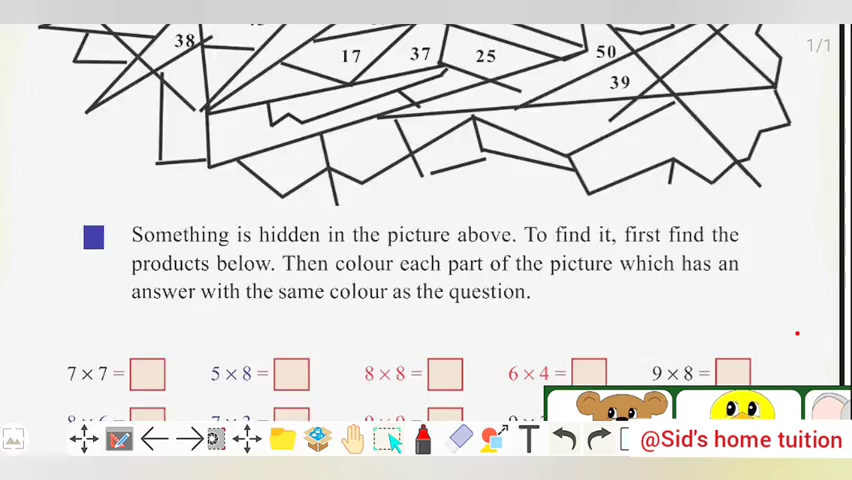 38
17 37 25 50
39
1/1
Something is hidden in the picture above. To find it, first find the
products below. Then colour each part of the picture which has an
answer with the same colour as the question.
7 × 7 = 5 × 8 = 8 × 8 = 6 × 4 = 9 × 8 =
@Sid's home tuition